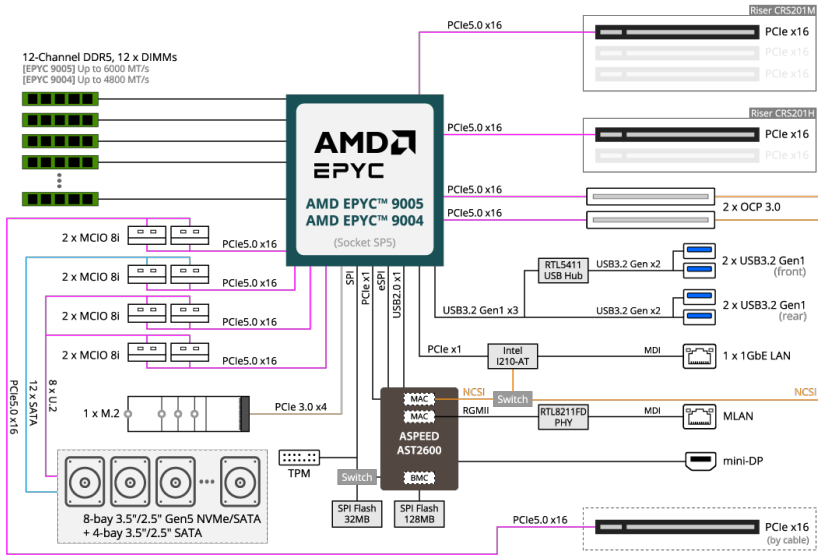 Riser CRS201M
PCIe5.0 x16
PCIe x16
PCIe x16
PCIe x16
12-Channel DDR5, 12 x DIMMs
[EPYC 9005] Up to 6000 MT/s
[EPYC 9004] Up to 4800 MT/s
Riser CRS201H
PCIe5.0 x16
PCIe x16
PCIe x16
AMD
EPYC
AMD EPYC™ 9005
AMD EPYC™ 9004
(Socket SP5)
PCIe5.0 x16
PCIe5.0 x16
2 x OCP 3.0
2 x MCIO 8i
PCIe5.0 x16
2 x MCIO 8i
PCIe5.0 x16
2 x MCIO 8i
PCIe5.0 x16
2 x MCIO 8i
PCIe5.0 x16
SPI
PCIe x1
eSPI
USB2.0 x1
RTL5411
USB Hub
USB3.2 Gen x2
2 x USB3.2 Gen1
(front)
USB3.2 Gen1 x3
USB3.2 Gen x2
2 x USB3.2 Gen1
(rear)
PCIe x1
Intel
I210-AT
MDI
1 x 1GbE LAN
PCIe5.0 x16
12 x SATA
8 x U.2
1 x M.2
PCIe 3.0 x4
MAC
NCSI
Switch
NCSI
MAC
RGMII
RTL8211FD
PHY
MDI
MLAN
ASPEED
AST2600
mini-DP
TPM
Switch
BMC
SPI Flash
32MB
SPI Flash
128MB
8-bay 3.5"/2.5" Gen5 NVMe/SATA
+ 4-bay 3.5"/2.5" SATA
PCIe5.0 x16
PCIe x16
(by cable)